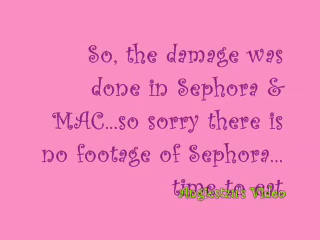 So, the damage was
done in Sephora &
MAC...so sorry there is
no footage of Sephora...
time to eat
Video